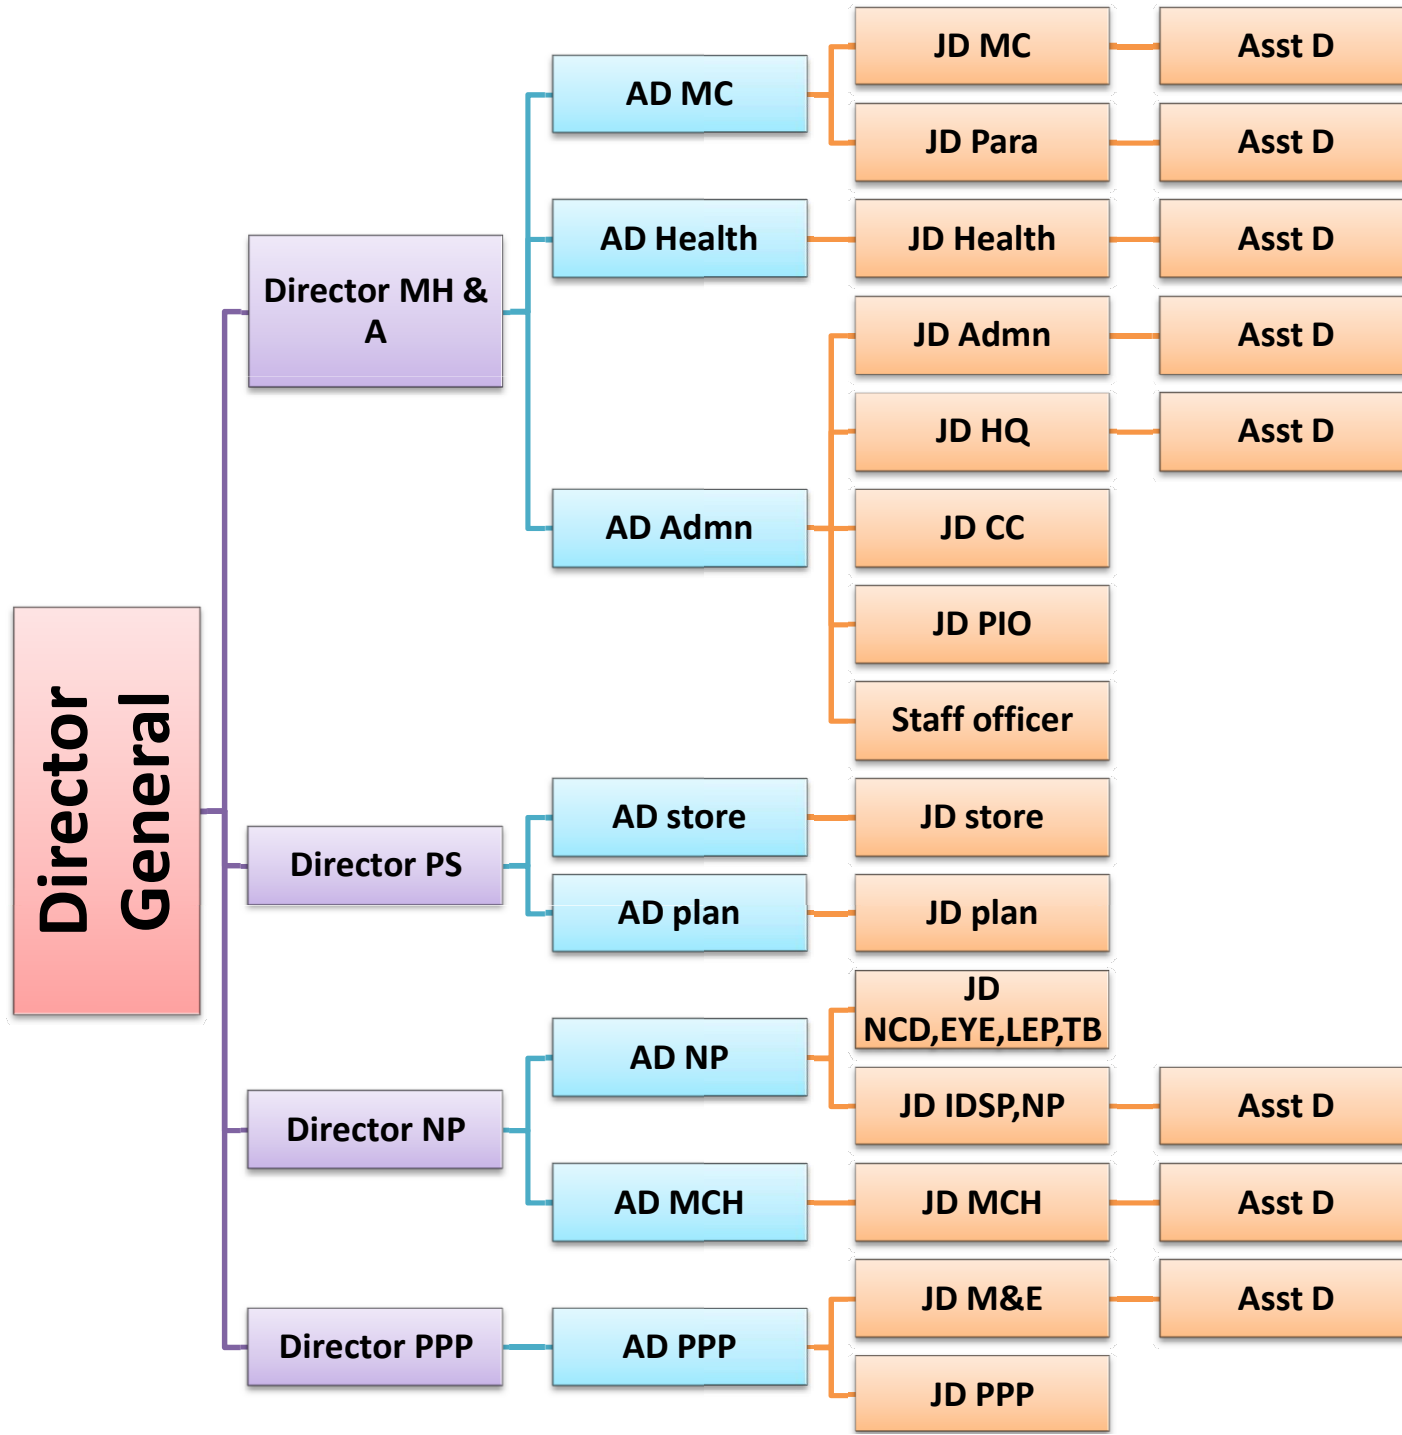 Director
General
Director MH &
A
AD MC
JD MC
Asst D
JD Para
Asst D
AD Health
JD Health
Asst D
AD Admn
JD Admn
Asst D
JD HQ
Asst D
JD CC
JD PIO
Staff officer
Director PS
AD store
JD store
AD plan
JD plan
Director NP
AD NP
JD
NCD,EYE,LEP,TB
JD IDSP,NP
Asst D
AD MCH
JD MCH
Asst D
Director PPP
AD PPP
JD M&E
Asst D
JD PPP